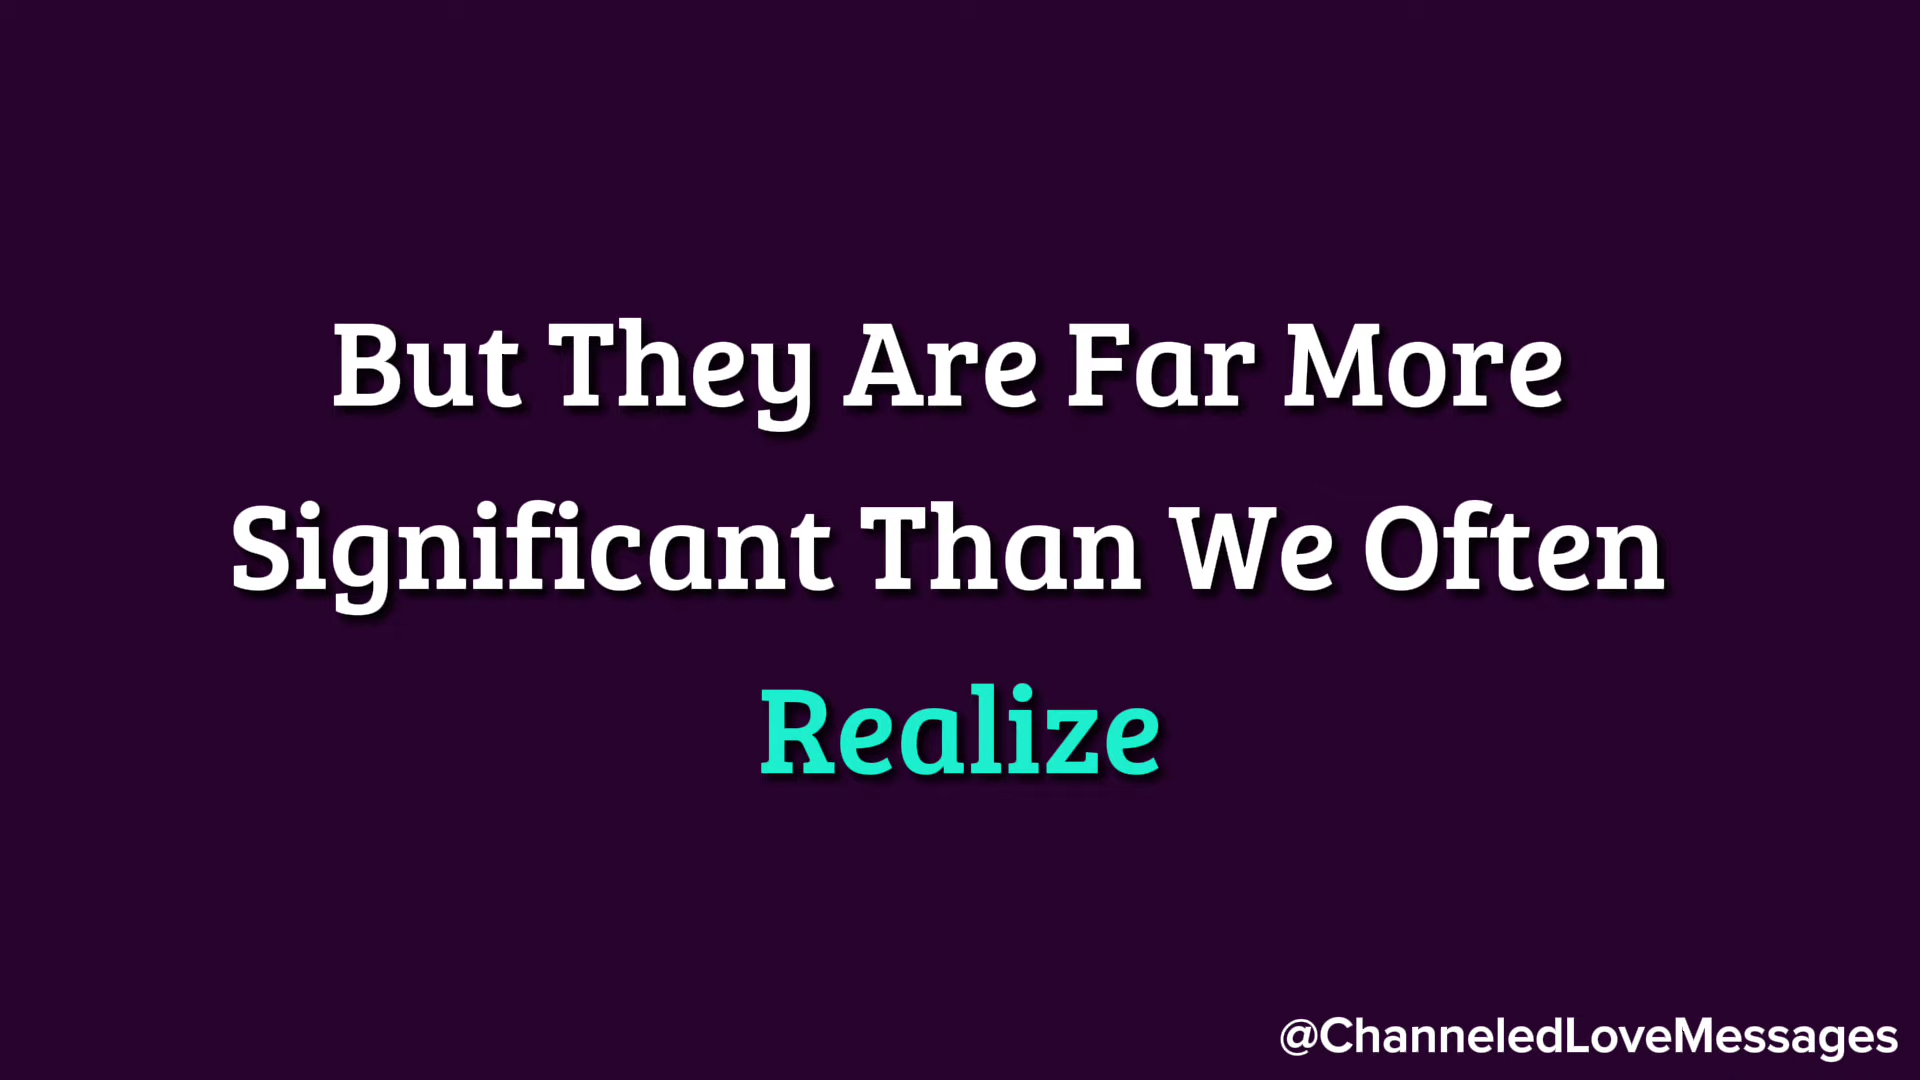 But They Are Far More
Significant Than We Often
Realize
@ChanneledLoveMessages